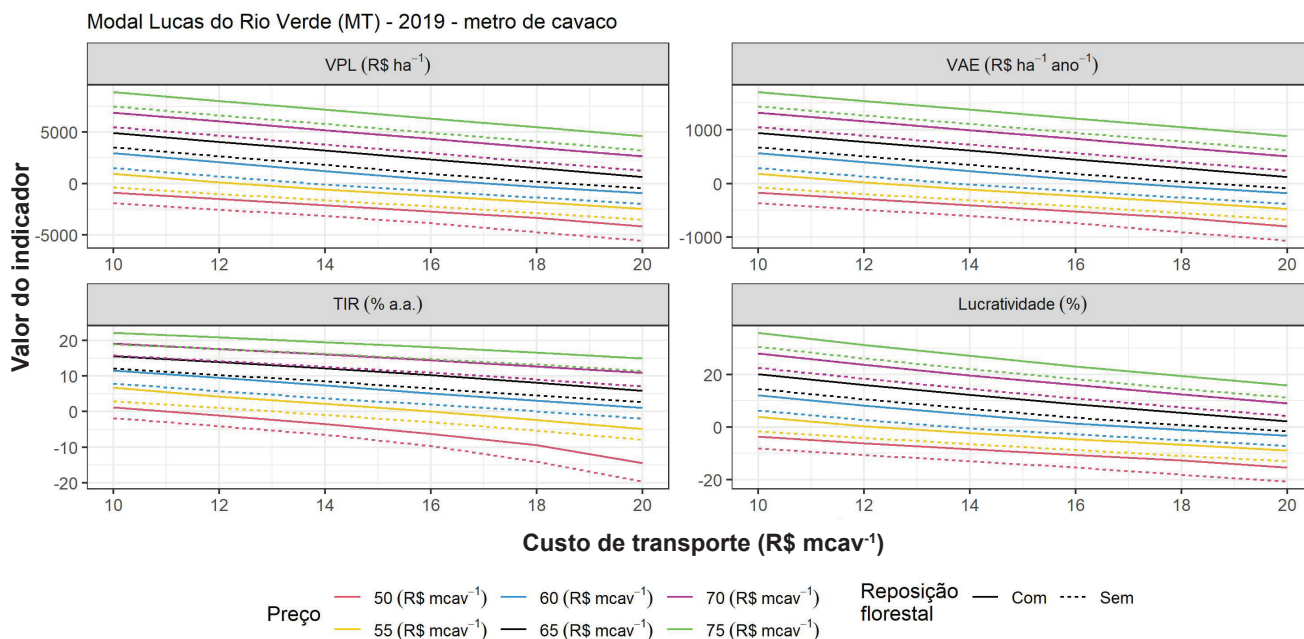 Modal Lucas do Rio Verde (MT) - 2019 - metro de cavaco
VPL (R$ ha⁻¹)
VAE (R$ ha⁻¹ ano⁻¹)
5000
0
-5000
10 12 14 16 18 20
1000
0
-1000
10 12 14 16 18 20
Valor do indicador
TIR (% a.a.)
Lucratividade (%)
20
10
0
-10
-20
10 12 14 16 18 20
20
0
-20
10 12 14 16 18 20
Custo de transporte (R$ mcav⁻¹)
Preço
50 (R$ mcav⁻¹) 60 (R$ mcav⁻¹) 70 (R$ mcav⁻¹)
55 (R$ mcav⁻¹) 65 (R$ mcav⁻¹) 75 (R$ mcav⁻¹)
Reposição
florestal
Com Sem